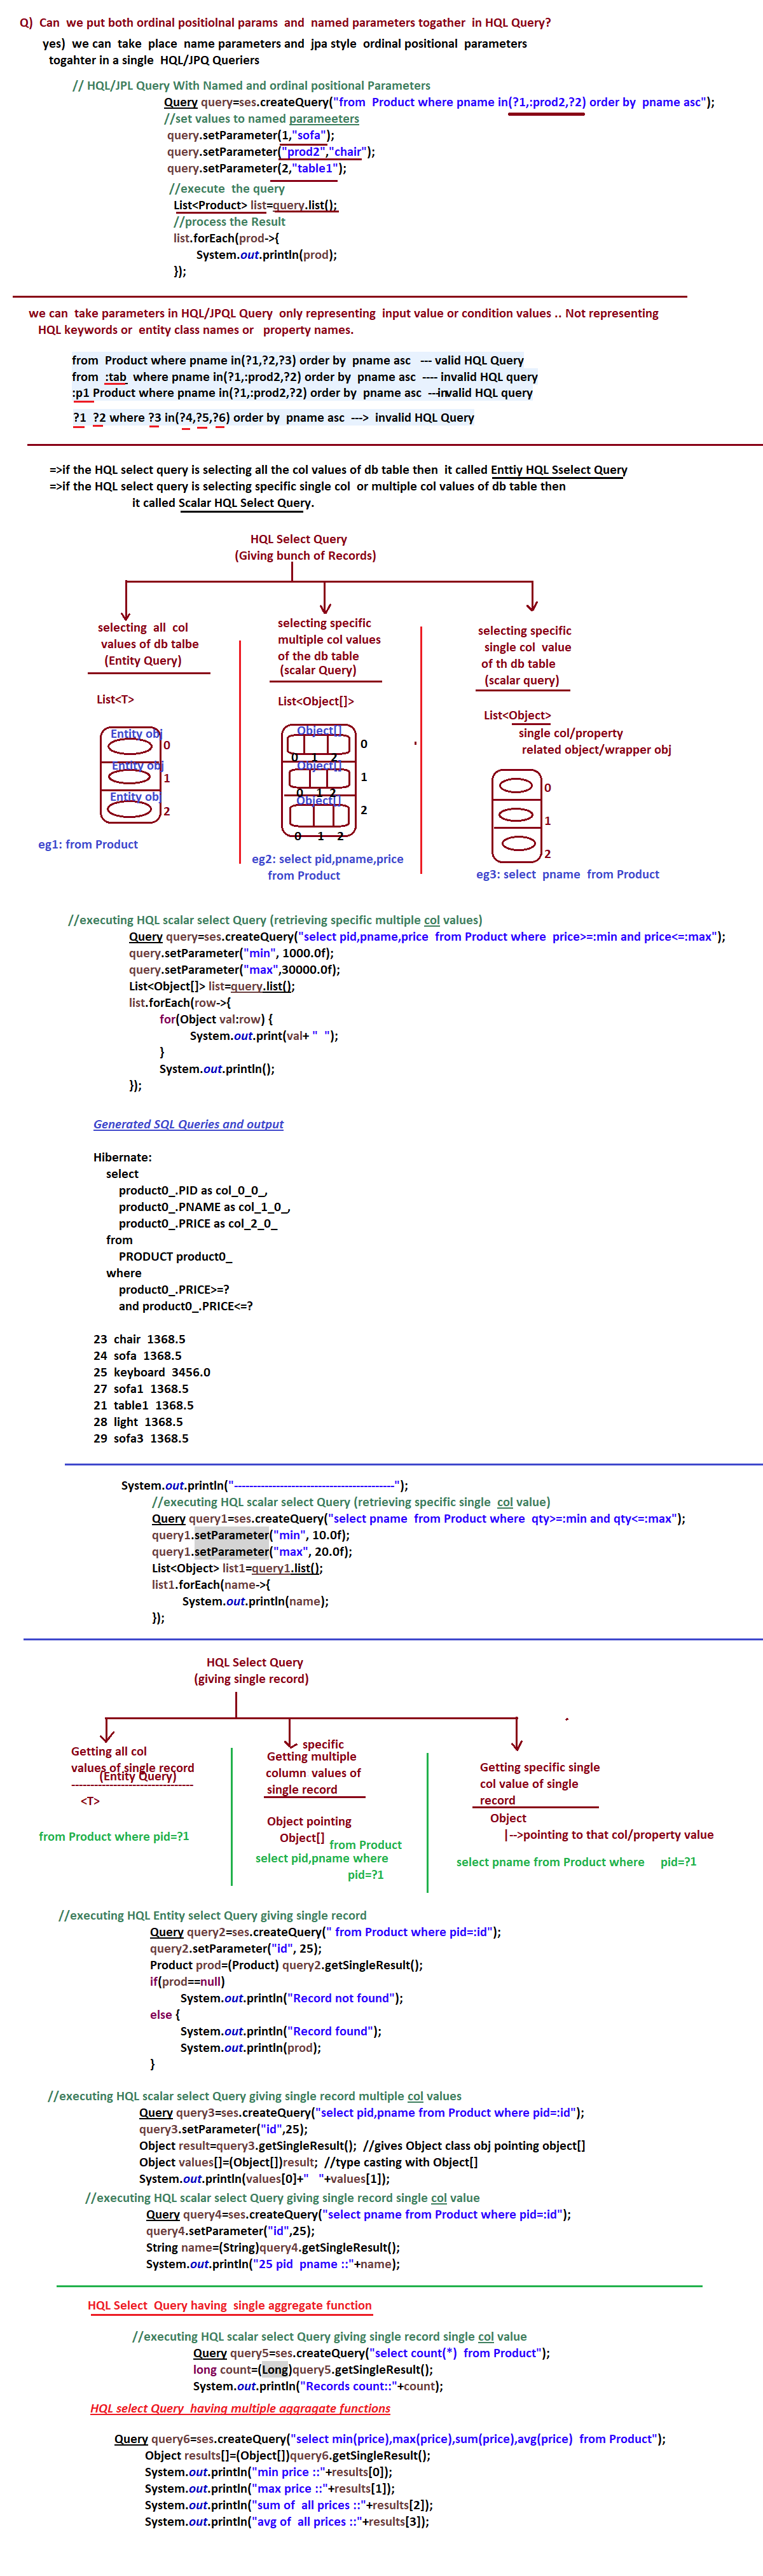 Q)  Can  we put both ordinal positiolnal params  and  named parameters togather  in HQL Query?
yes)  we can  take  place  name parameters and  jpa style  ordinal positional  parameters
togahter in a single  HQL/JPQ Queriers
// HQL/JPL Query With Named and ordinal positional Parameters
Query query=ses.createQuery("from  Product where pname in(?1,:prod2,?2) order by  pname asc");
//set values to named parameeters
query.setParameter(1,"sofa");
query.setParameter("prod2","chair");
query.setParameter(2,"table1");
//execute  the query
List<Product> list=query.list();
//process the Result
list.forEach(prod->{
System.out.println(prod);
});
we can  take parameters in HQL/JPQL Query  only representing  input value or condition values .. Not representing
HQL keywords or  entity class names or   property names.
from  Product where pname in(?1,?2,?3) order by  pname asc   --- valid HQL Query
from  :tab  where pname in(?1,:prod2,?2) order by  pname asc  ---- invalid HQL query
:p1 Product where pname in(?1,:prod2,?2) order by  pname asc  ---invalid HQL query
?1  ?2 where ?3 in(?4,?5,?6) order by  pname asc  ---> invalid HQL Query
=>if the HQL select query is selecting all the col values of db table then  it called Enttiy HQL Sselect Query
=>if the HQL select query is selecting specific single col  or multiple col values of db table then
it called Scalar HQL Select Query.
HQL Select Query
(Giving bunch of Records)
selecting  all  col
values of db talbe
(Entity Query)
List<T>
Entity obj
0
Entity obj
1
Entity obj
2
eg1: from Product
selecting specific
multiple col values
of the db table
(scalar Query)
List<Object[]>
Object[]
0
0 1 2
Object[]
1
0 1 2
Object[]
2
0 1 2
eg2: select pid,pname,price
from Product
selecting specific
single col  value
of th db table
(scalar query)
List<Object>
single col/property
related object/wrapper obj
0
1
2
eg3: select  pname  from Product
//executing HQL scalar select Query (retrieving specific multiple col values)
Query query=ses.createQuery("select pid,pname,price  from Product where  price>=:min and price<=:max");
query.setParameter("min", 1000.0f);
query.setParameter("max",30000.0f);
List<Object[]> list=query.list();
list.forEach(row->{
for(Object val:row) {
System.out.print(val+ "  ");
}
System.out.println();
});
Generated SQL Queries and output
Hibernate:
select
product0_.PID as col_0_0_,
product0_.PNAME as col_1_0_,
product0_.PRICE as col_2_0_
from
PRODUCT product0_
where
product0_.PRICE>=?
and product0_.PRICE<=?
23  chair  1368.5
24  sofa  1368.5
25  keyboard  3456.0
27  sofa1  1368.5
21  table1  1368.5
28  light  1368.5
29  sofa3  1368.5
System.out.println("------------------------------------------");
//executing HQL scalar select Query (retrieving specific single  col value)
Query query1=ses.createQuery("select pname  from Product where  qty>=:min and qty<=:max");
query1.setParameter("min", 10.0f);
query1.setParameter("max", 20.0f);
List<Object> list1=query1.list();
list1.forEach(name->{
System.out.println(name);
});
HQL Select Query
(giving single record)
Getting all col
values of single record
(Entity Query)
--------------------------------
<T>
from Product where pid=?1
specific
Getting multiple
column  values of
single record
Object pointing
Object[]
from Product
select pid,pname where
pid=?1
Getting specific single
col value of single
record
Object
|-->pointing to that col/property value
select pname from Product where     pid=?1
//executing HQL Entity select Query giving single record
Query query2=ses.createQuery(" from Product where pid=:id");
query2.setParameter("id", 25);
Product prod=(Product) query2.getSingleResult();
if(prod==null)
System.out.println("Record not found");
else {
System.out.println("Record found");
System.out.println(prod);
}
//executing HQL scalar select Query giving single record multiple col values
Query query3=ses.createQuery("select pid,pname from Product where pid=:id");
query3.setParameter("id",25);
Object result=query3.getSingleResult();  //gives Object class obj pointing object[]
Object values[]=(Object[])result;  //type casting with Object[]
System.out.println(values[0]+"   "+values[1]);
//executing HQL scalar select Query giving single record single col value
Query query4=ses.createQuery("select pname from Product where pid=:id");
query4.setParameter("id",25);
String name=(String)query4.getSingleResult();
System.out.println("25 pid  pname ::"+name);
HQL Select  Query having  single aggregate function
//executing HQL scalar select Query giving single record single col value
Query query5=ses.createQuery("select count(*)  from Product");
long count=(Long)query5.getSingleResult();
System.out.println("Records count::"+count);
HQL select Query  having multiple aggragate functions
Query query6=ses.createQuery("select min(price),max(price),sum(price),avg(price)  from Product");
Object results[]=(Object[])query6.getSingleResult();
System.out.println("min price ::"+results[0]);
System.out.println("max price ::"+results[1]);
System.out.println("sum of  all prices ::"+results[2]);
System.out.println("avg of  all prices ::"+results[3]);